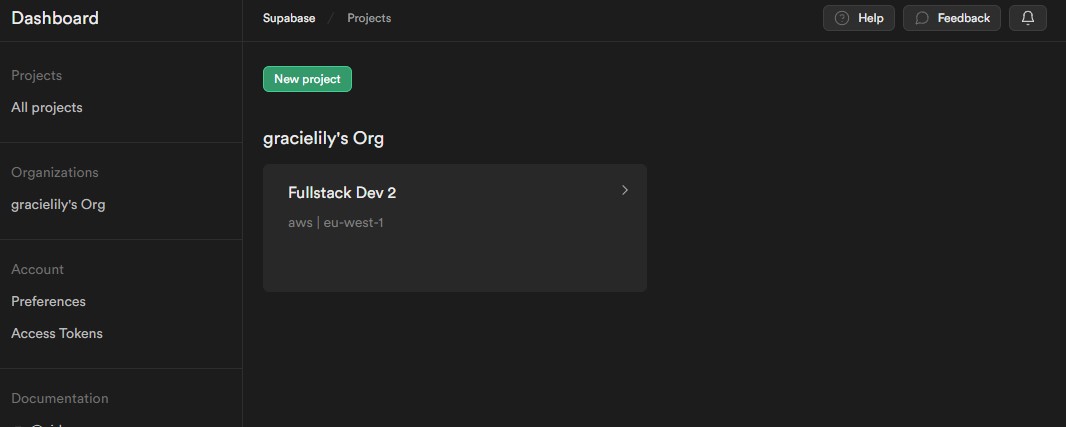 Dashboard
Supabase / Projects
Help
Feedback
Projects
All projects
New project
Organizations
gracielily's Org
gracielily's Org
Fullstack Dev 2
aws | eu-west-1
Account
Preferences
Access Tokens
Documentation